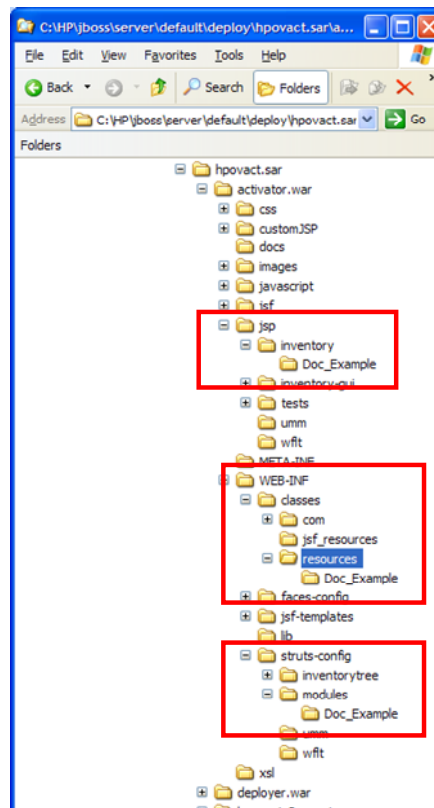 C:\HP\jboss\server\default\deploy\hpovact.sar\a...
File Edit View Favorites Tools Help
Back Search Folders
Address C:\HP\jboss\server\default\deploy\hpovact.sar Go
Folders
hpovact.sar
activator.war
css
customJSP
docs
images
javascript
jsf
jsp
inventory
Doc_Example
inventory-gui
tests
umm
wflt
META-INF
WEB-INF
classes
com
jsf_resources
resources
Doc_Example
faces-config
jsf-templates
lib
struts-config
inventorytree
modules
Doc_Example
umm
wflt
xsl
deployer.war